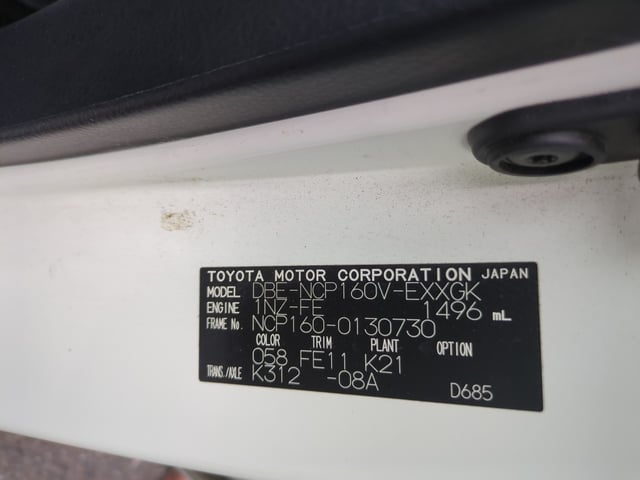 TOYOTA MOTOR CORPORATION JAPAN
MODEL DBE-NCP160V-EXXGK
ENGINE 1NZ-FE 1496 mL
FRAME No. NCP160-0130730
COLOR TRIM PLANT OPTION
058 FE11 K21
TRANS./AXLE K312 -08A
D685